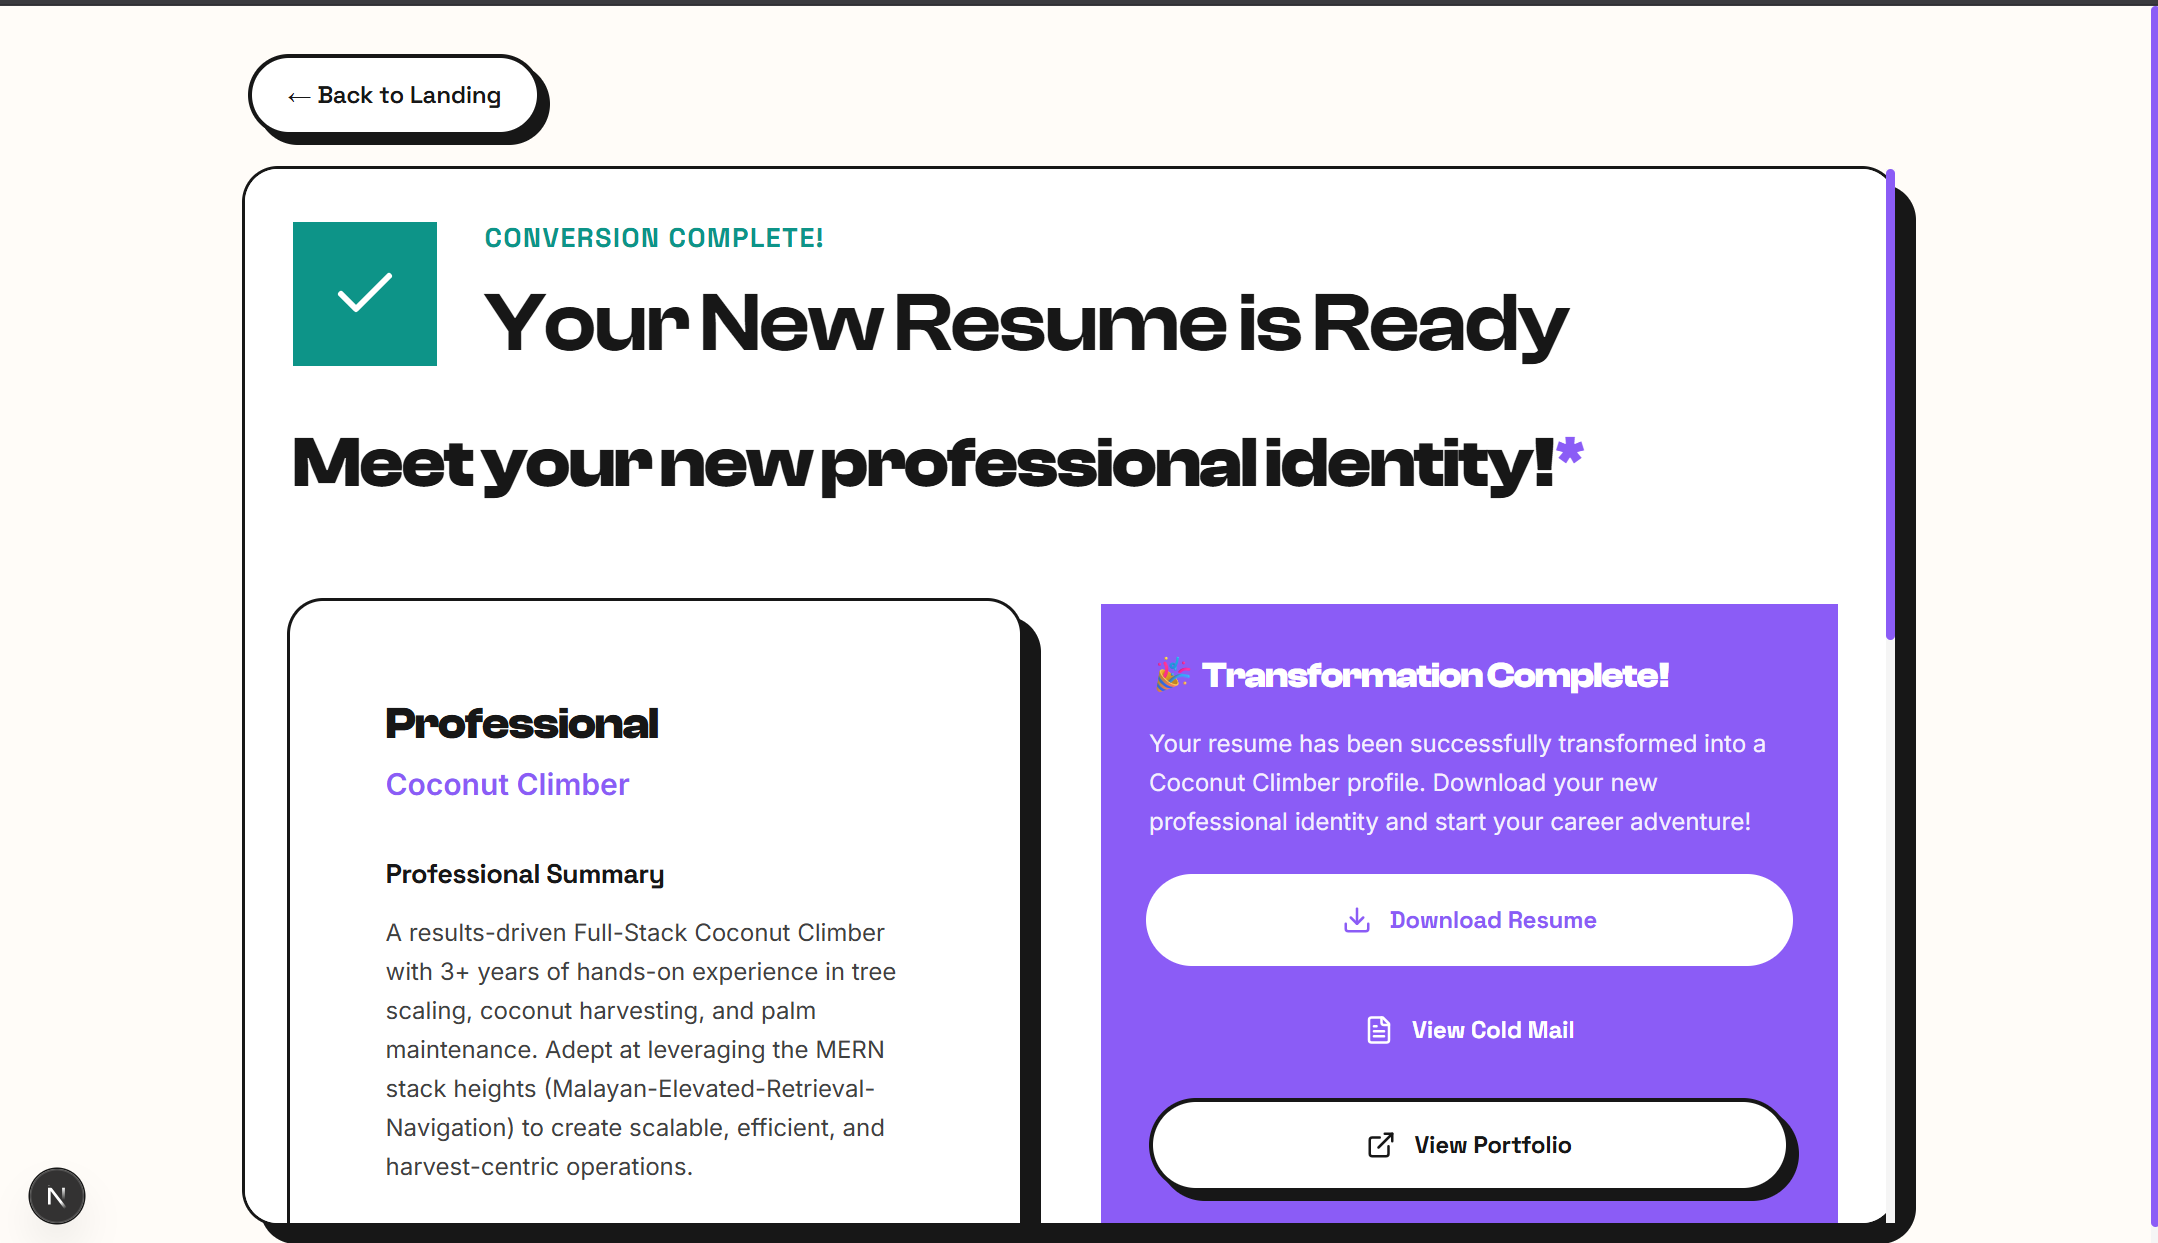 ← Back to Landing
CONVERSION COMPLETE!
Your New Resume is Ready
Meet your new professional identity!*
Professional
Coconut Climber
Professional Summary
A results-driven Full-Stack Coconut Climber
with 3+ years of hands-on experience in tree
scaling, coconut harvesting, and palm
maintenance. Adept at leveraging the MERN
stack heights (Malayan-Elevated-Retrieval-
Navigation) to create scalable, efficient, and
harvest-centric operations.
🎉 Transformation Complete!
Your resume has been successfully transformed into a
Coconut Climber profile. Download your new
professional identity and start your career adventure!
Download Resume
View Cold Mail
View Portfolio
N